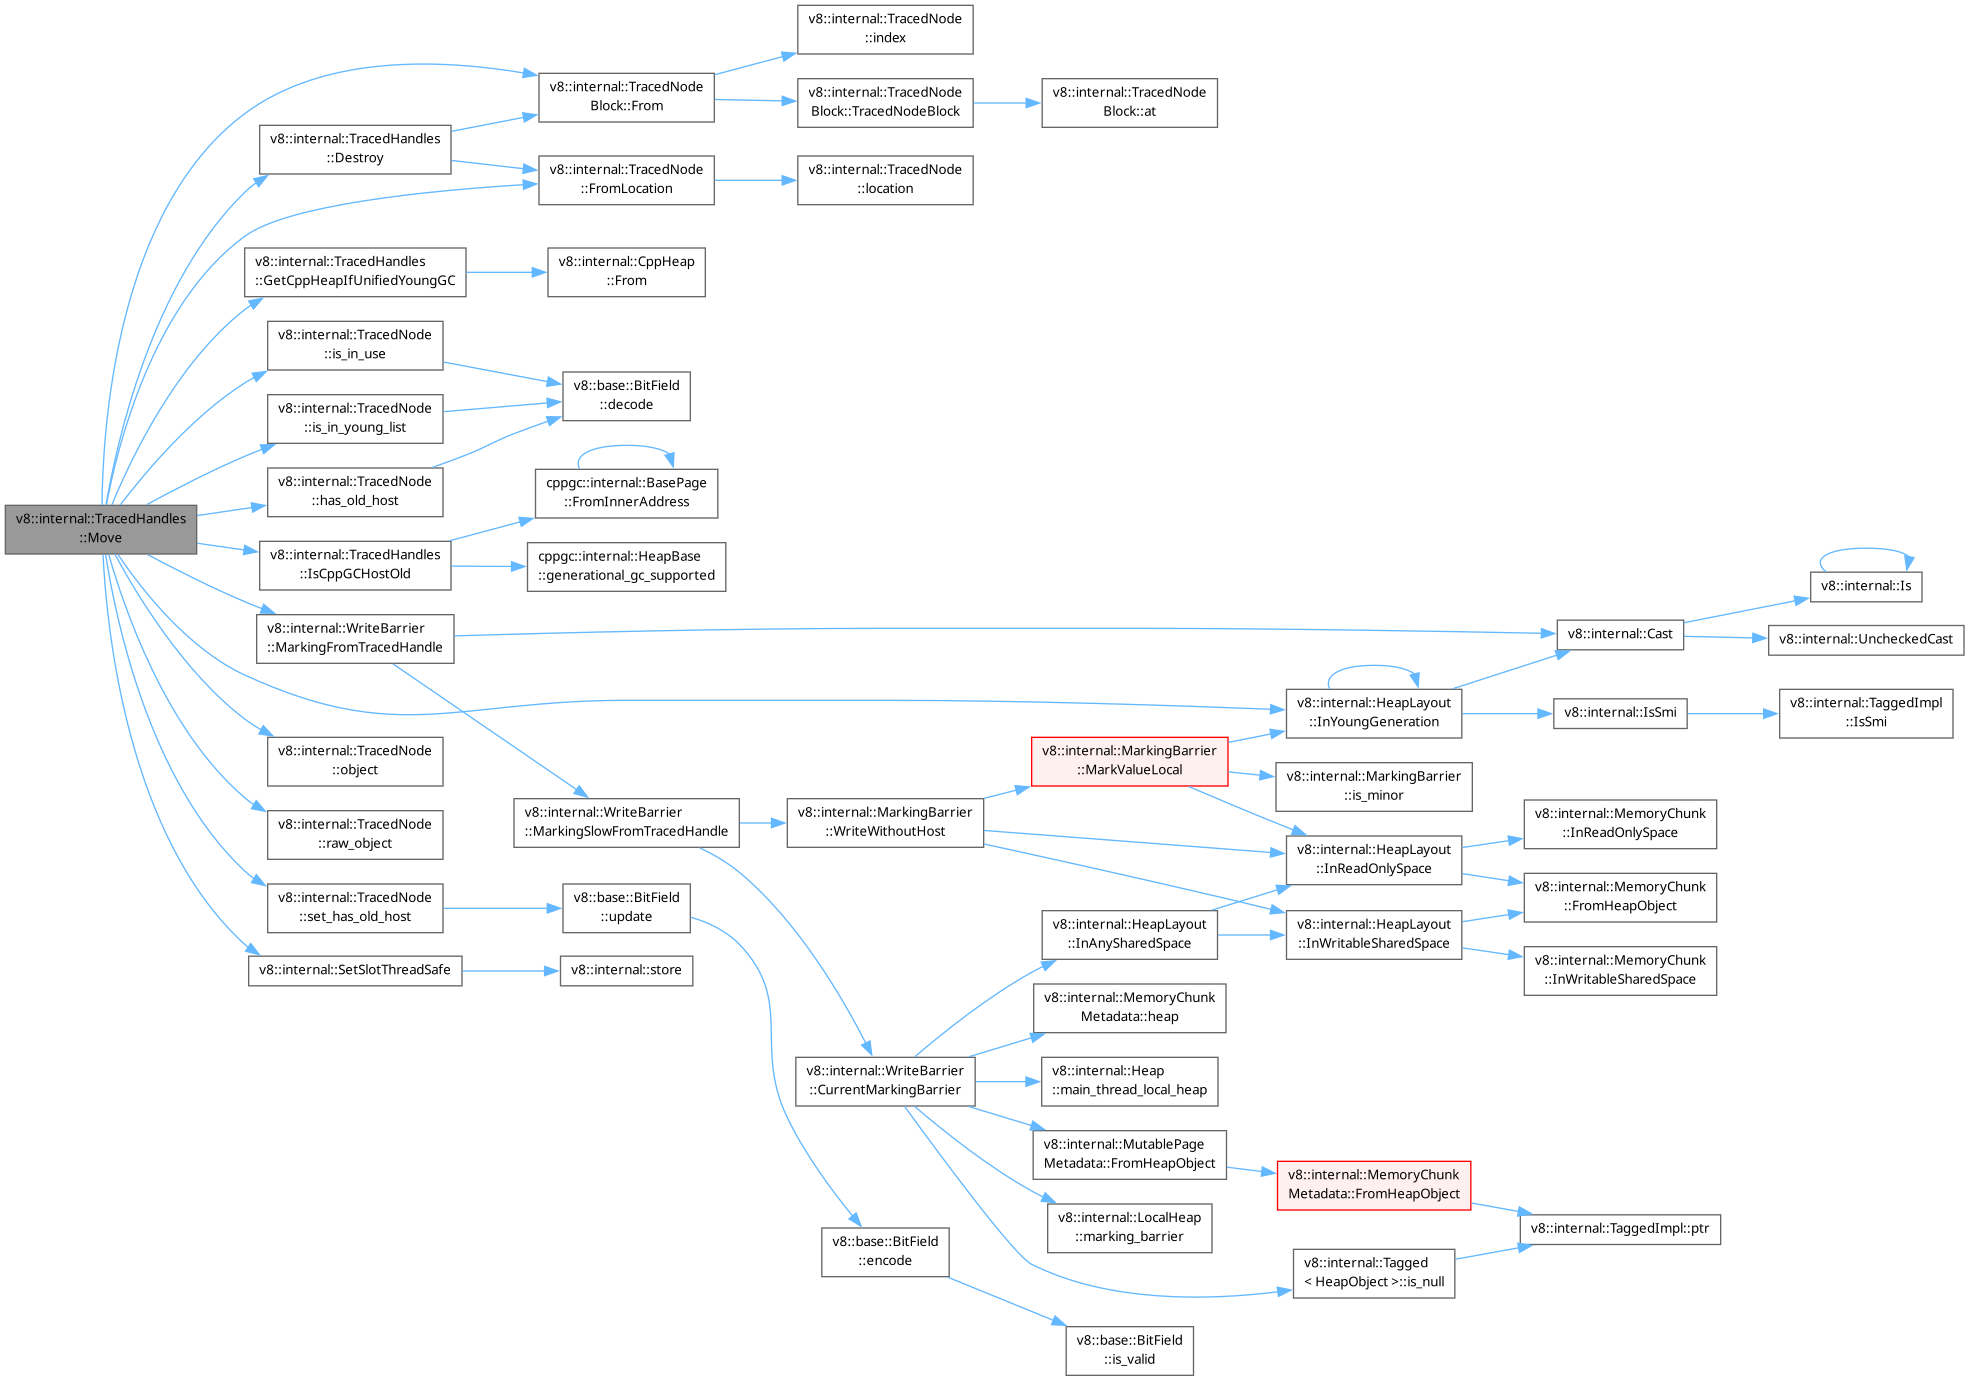 v8::internal::TracedHandles
::Move
v8::internal::TracedNode
Block::From
v8::internal::TracedNode
::index
v8::internal::TracedNode
Block::TracedNodeBlock
v8::internal::TracedNode
Block::at
v8::internal::TracedHandles
::Destroy
v8::internal::TracedNode
::FromLocation
v8::internal::TracedNode
::location
v8::internal::TracedHandles
::GetCppHeapIfUnifiedYoungGC
v8::internal::CppHeap
::From
v8::internal::TracedNode
::is_in_use
v8::base::BitField
::decode
v8::internal::TracedNode
::is_in_young_list
v8::internal::TracedNode
::has_old_host
v8::internal::TracedHandles
::IsCppGCHostOld
cppgc::internal::BasePage
::FromInnerAddress
cppgc::internal::HeapBase
::generational_gc_supported
v8::internal::WriteBarrier
::MarkingFromTracedHandle
v8::internal::Cast
v8::internal::Is
v8::internal::UncheckedCast
v8::internal::HeapLayout
::InYoungGeneration
v8::internal::IsSmi
v8::internal::TaggedImpl
::IsSmi
v8::internal::TracedNode
::object
v8::internal::TracedNode
::raw_object
v8::internal::WriteBarrier
::MarkingSlowFromTracedHandle
v8::internal::MarkingBarrier
::WriteWithoutHost
v8::internal::MarkingBarrier
::MarkValueLocal
v8::internal::MarkingBarrier
::is_minor
v8::internal::HeapLayout
::InReadOnlySpace
v8::internal::MemoryChunk
::InReadOnlySpace
v8::internal::MemoryChunk
::FromHeapObject
v8::internal::HeapLayout
::InWritableSharedSpace
v8::internal::MemoryChunk
::InWritableSharedSpace
v8::internal::TracedNode
::set_has_old_host
v8::base::BitField
::update
v8::internal::HeapLayout
::InAnySharedSpace
v8::internal::SetSlotThreadSafe
v8::internal::store
v8::internal::MemoryChunk
Metadata::heap
v8::internal::WriteBarrier
::CurrentMarkingBarrier
v8::internal::Heap
::main_thread_local_heap
v8::internal::MutablePage
Metadata::FromHeapObject
v8::internal::MemoryChunk
Metadata::FromHeapObject
v8::internal::LocalHeap
::marking_barrier
v8::internal::TaggedImpl::ptr
v8::base::BitField
::encode
v8::internal::Tagged
< HeapObject >::is_null
v8::base::BitField
::is_valid